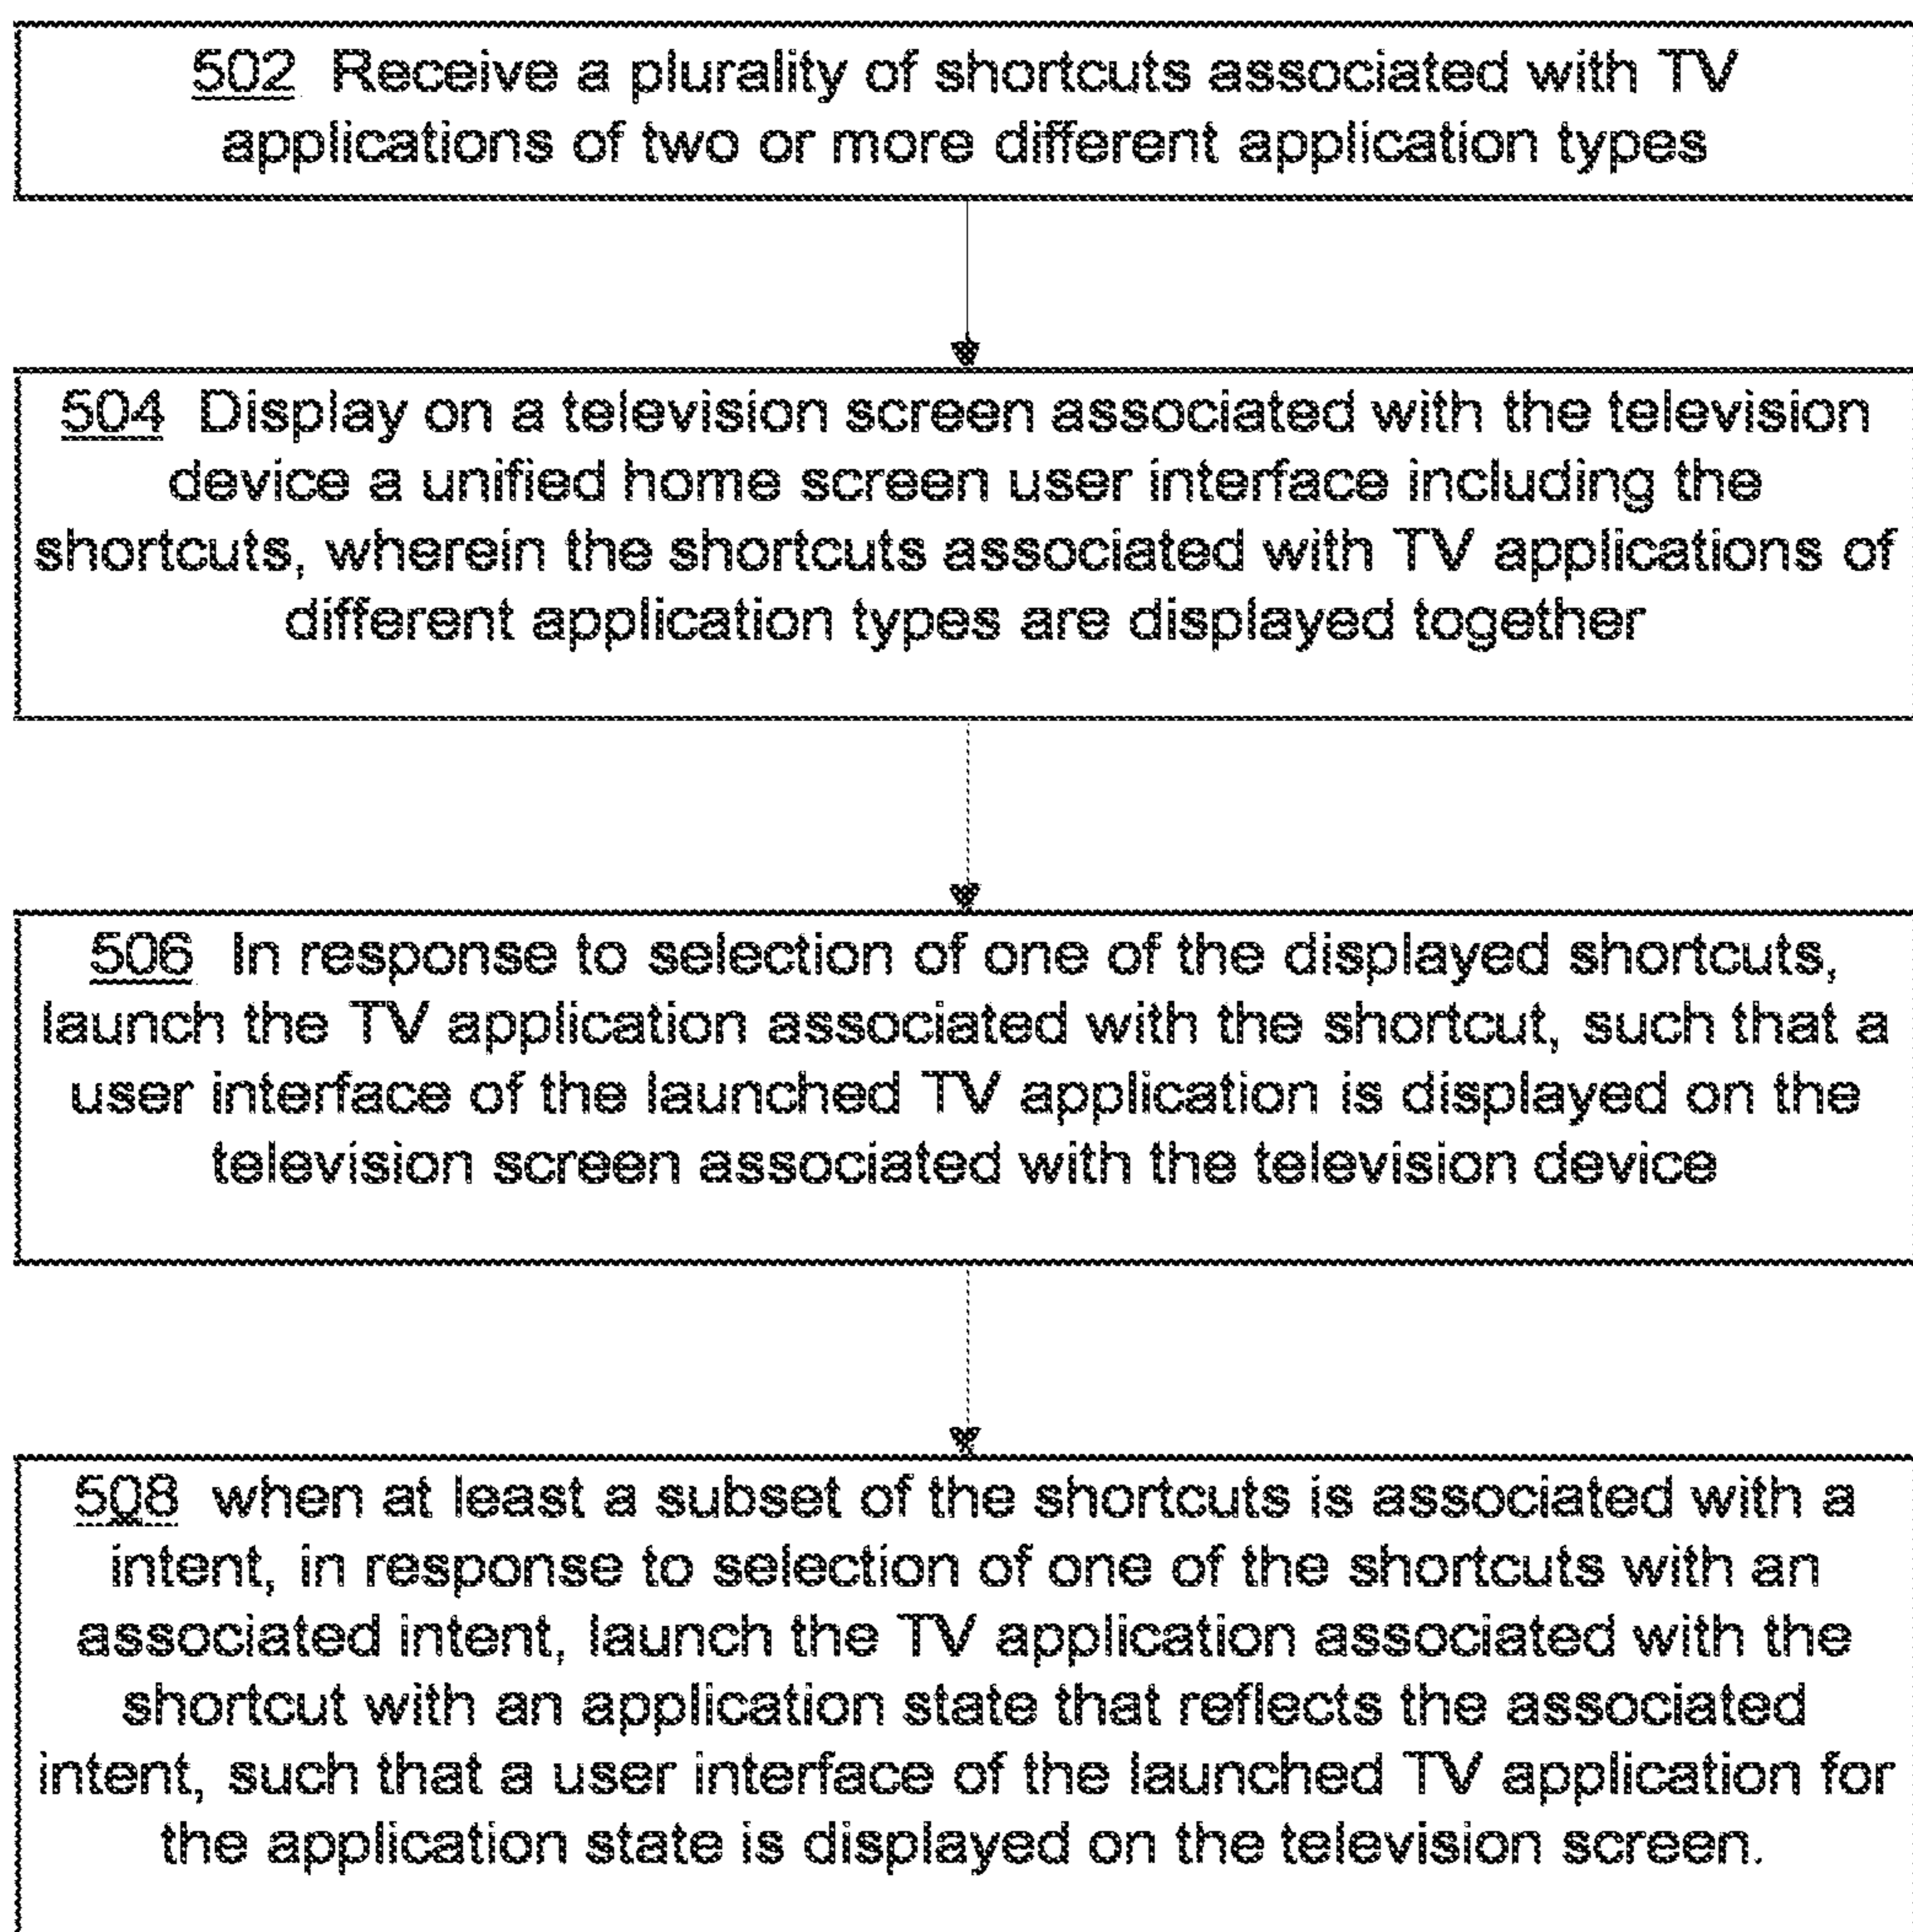 502 Receive a plurality of shortcuts associated with TV
applications of two or more different application types
504 Display on a television screen associated with the television
device a unified home screen user interface including the
shortcuts, wherein the shortcuts associated with TV applications of
different application types are displayed together
506 In response to selection of one of the displayed shortcuts,
launch the TV application associated with the shortcut, such that a
user interface of the launched TV application is displayed on the
television screen associated with the television device
508 when at least a subset of the shortcuts is associated with a
intent, in response to selection of one of the shortcuts with an
associated intent, launch the TV application associated with the
shortcut with an application state that reflects the associated
intent, such that a user interface of the launched TV application for
the application state is displayed on the television screen.